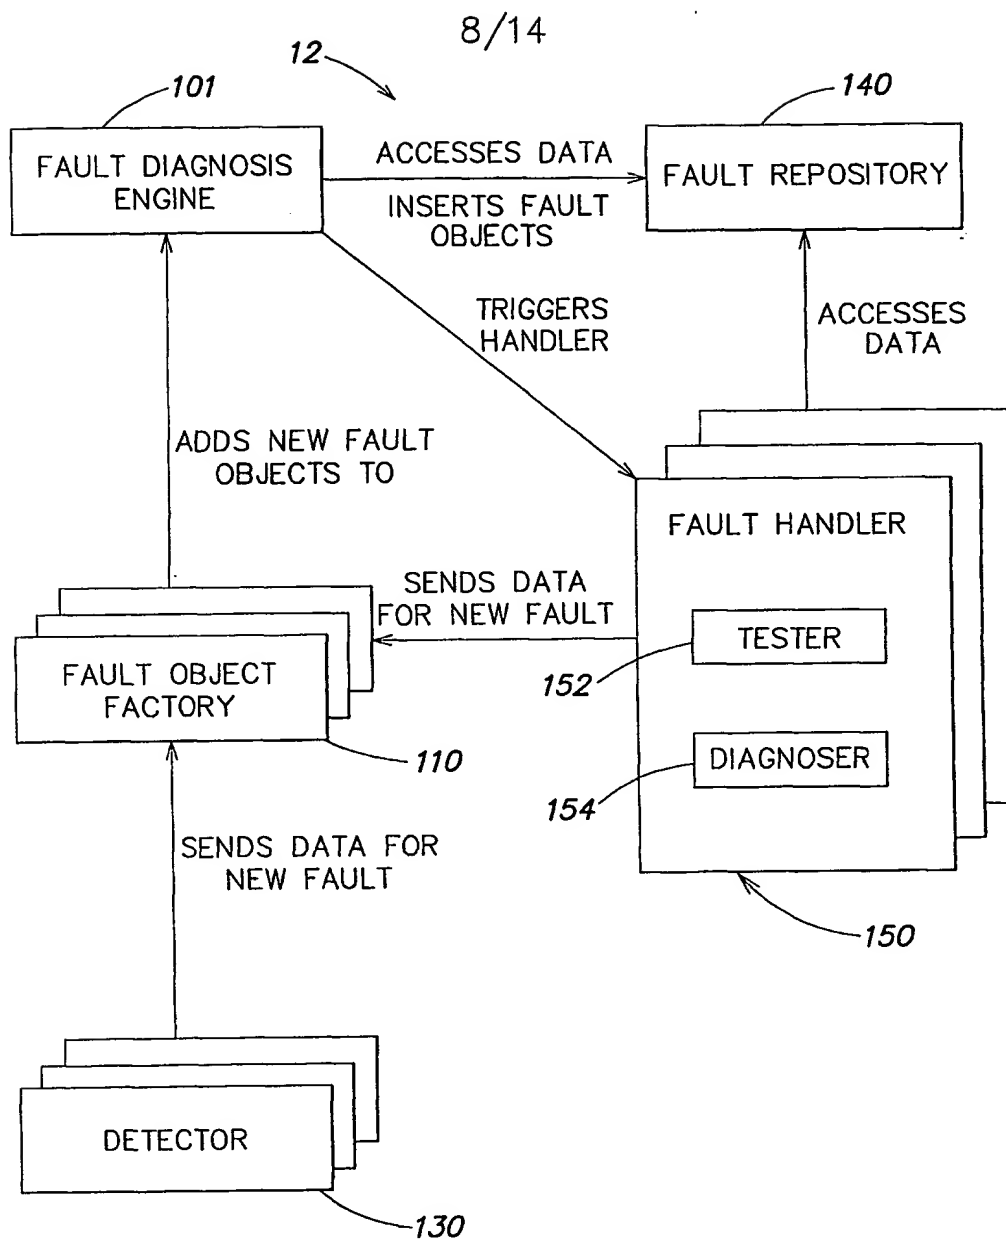 8/14
12
101
140
FAULT DIAGNOSIS
ENGINE
ACCESSES DATA
INSERTS FAULT
OBJECTS
FAULT REPOSITORY
TRIGGERS
HANDLER
ACCESSES
DATA
ADDS NEW FAULT
OBJECTS TO
FAULT HANDLER
SENDS DATA
FOR NEW FAULT
TESTER
152
FAULT OBJECT
FACTORY
110
DIAGNOSER
154
SENDS DATA FOR
NEW FAULT
150
DETECTOR
130